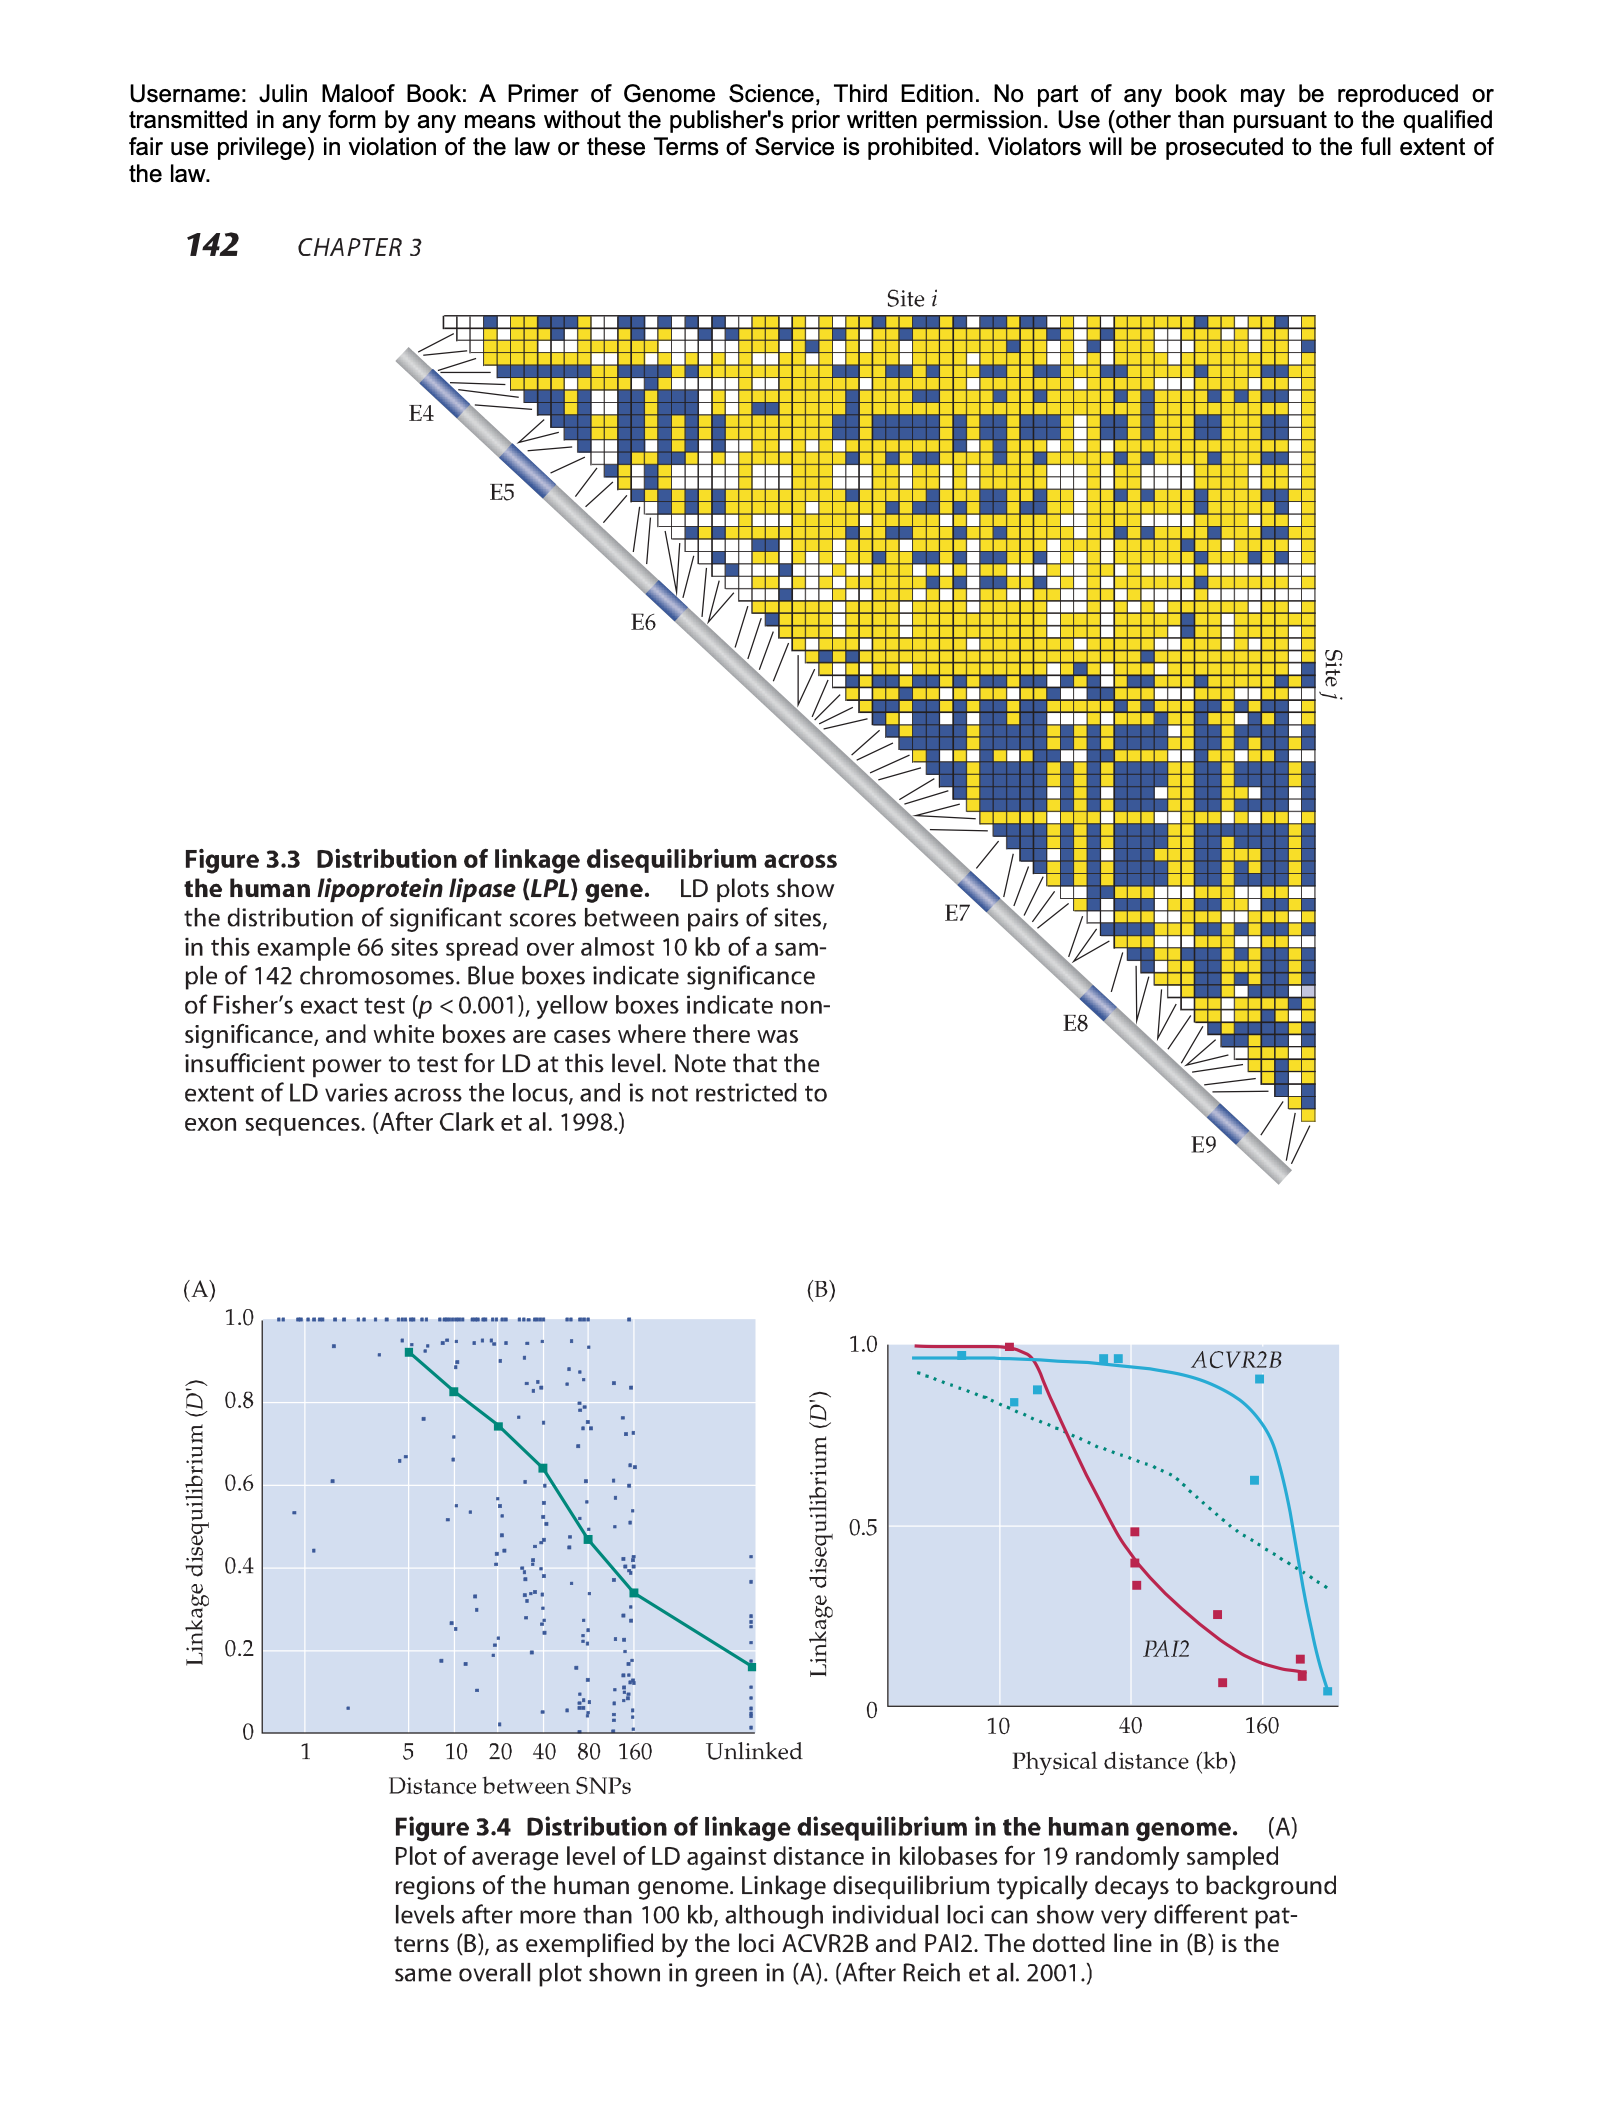 Username: Julin Maloof Book: A Primer of Genome Science, Third Edition. No part of any book may be reproduced or
transmitted in any form by any means without the publisher's prior written permission. Use (other than pursuant to the qualified
fair use privilege) in violation of the law or these Terms of Service is prohibited. Violators will be prosecuted to the full extent of
the law.
142 CHAPTER 3
Site i
E4
E5
E6
Site j
Figure 3.3 Distribution of linkage disequilibrium across
the human lipoprotein lipase (LPL) gene. LD plots show
the distribution of significant scores between pairs of sites,
in this example 66 sites spread over almost 10 kb of a sam-
ple of 142 chromosomes. Blue boxes indicate significance
of Fisher's exact test (p < 0.001), yellow boxes indicate non-
significance, and white boxes are cases where there was
insufficient power to test for LD at this level. Note that the
extent of LD varies across the locus, and is not restricted to
exon sequences. (After Clark et al. 1998.)
E7
E8
E9
(A)
1.0
0.8
0.6
0.4
0.2
0
Linkage disequilibrium (D')
1 5 10 20 40 80 160 Unlinked
Distance between SNPs
(B)
1.0
0.5
0
Linkage disequilibrium (D')
ACVR2B
PAI2
10 40 160
Physical distance (kb)
Figure 3.4 Distribution of linkage disequilibrium in the human genome. (A)
Plot of average level of LD against distance in kilobases for 19 randomly sampled
regions of the human genome. Linkage disequilibrium typically decays to background
levels after more than 100 kb, although individual loci can show very different pat-
terns (B), as exemplified by the loci ACVR2B and PAI2. The dotted line in (B) is the
same overall plot shown in green in (A). (After Reich et al. 2001.)